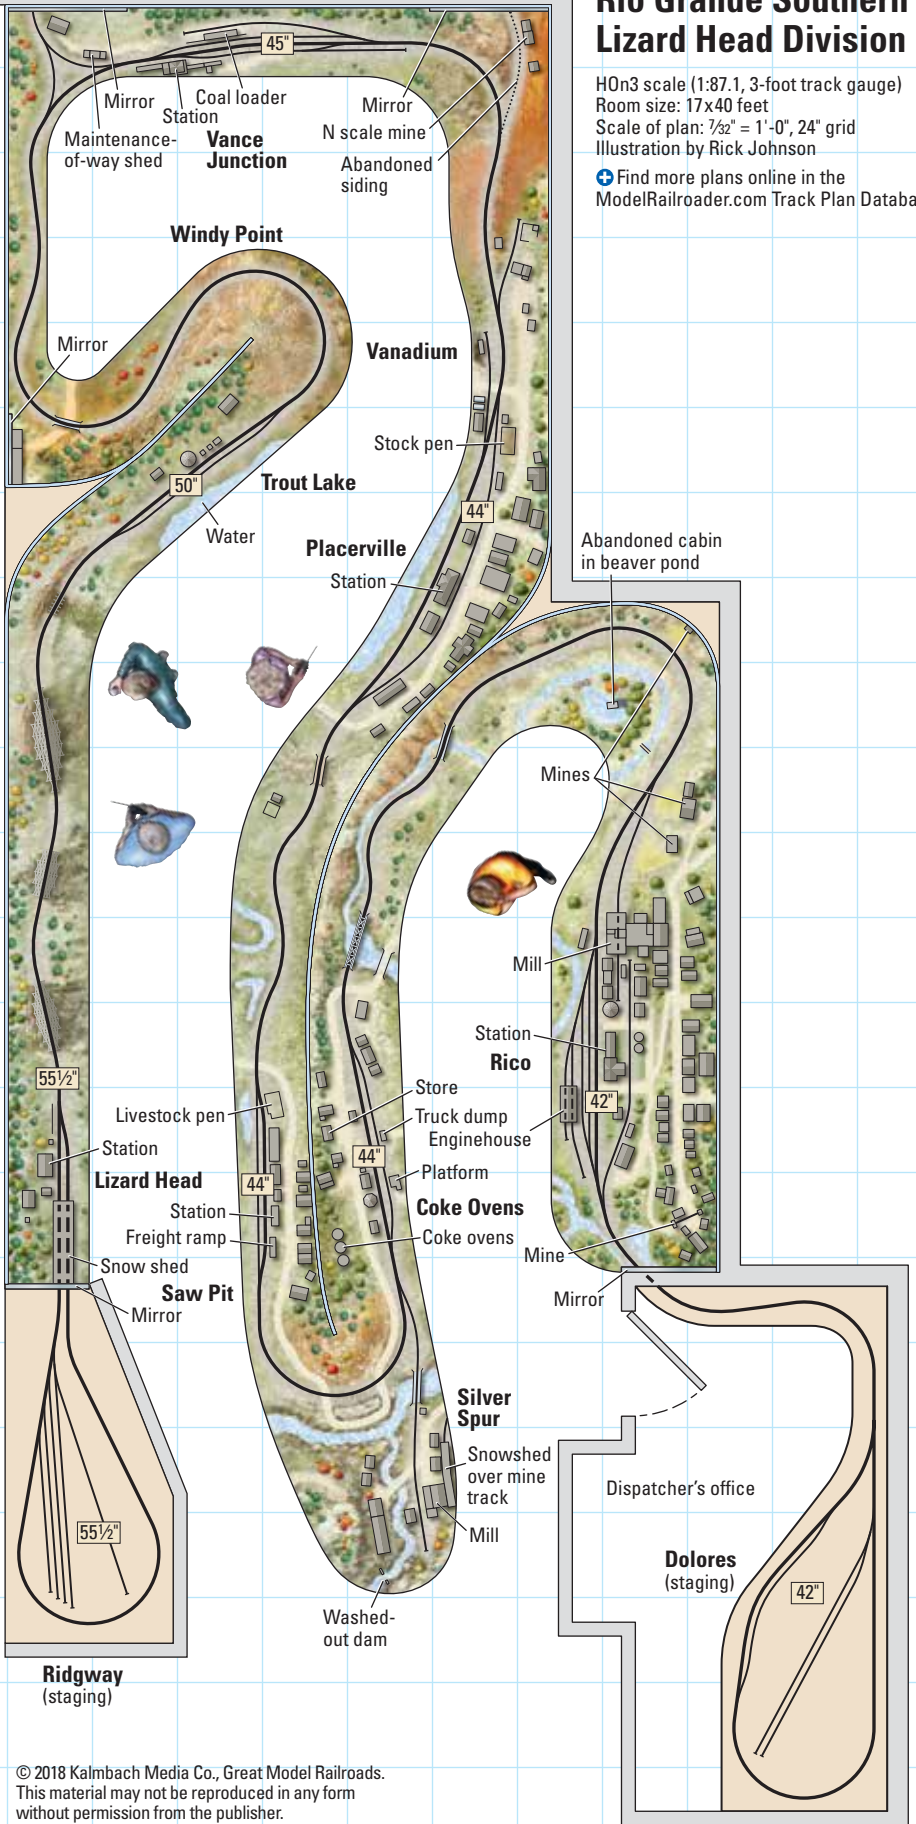 Rio Grande Southern
Lizard Head Division
HOn3 scale (1:87.1, 3-foot track gauge)
Room size: 17x40 feet
Scale of plan: 7/32" = 1'-0", 24" grid
Illustration by Rick Johnson
Find more plans online in the
ModelRailroader.com Track Plan Databa
45"
Mirror
Coal loader
Station
Maintenance-
of-way shed
Vance
Junction
Mirror
N scale mine
Abandoned
siding
Windy Point
Mirror
Vanadium
Stock pen
50"
Trout Lake
Water
44"
Placerville
Station
Abandoned cabin
in beaver pond
Mines
Mill
Station
Rico
42"
Enginehouse
55½"
Livestock pen
Store
Truck dump
Station
44"
44"
Platform
Lizard Head
Station
Coke Ovens
Freight ramp
Coke ovens
Snow shed
Saw Pit
Mirror
Mine
Mirror
Silver
Spur
Snowshed
over mine
track
Mill
Dispatcher's office
55½"
Dolores
(staging)
42"
Washed-
out dam
Ridgway
(staging)
© 2018 Kalmbach Media Co., Great Model Railroads.
This material may not be reproduced in any form
without permission from the publisher.